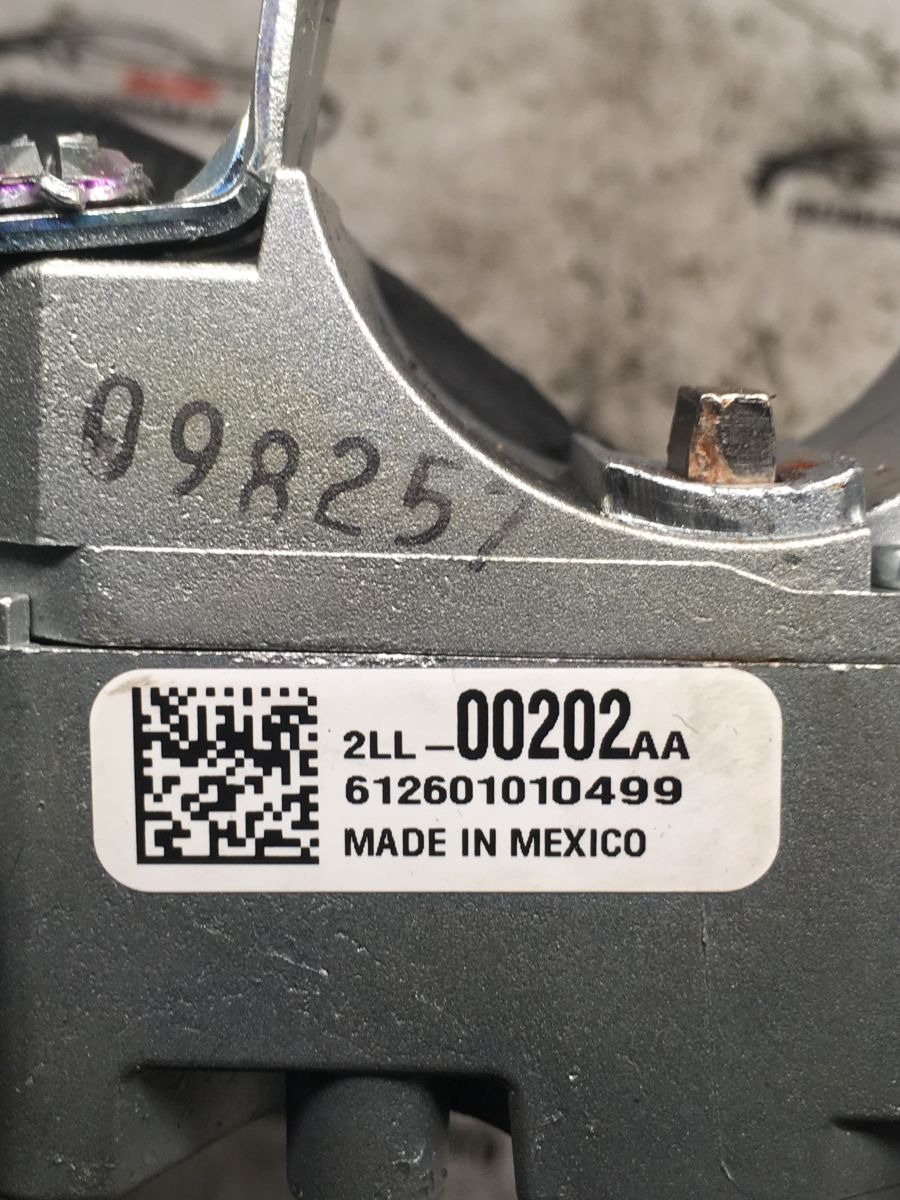 098257
2LL-00202AA
612601010499
MADE IN MEXICO